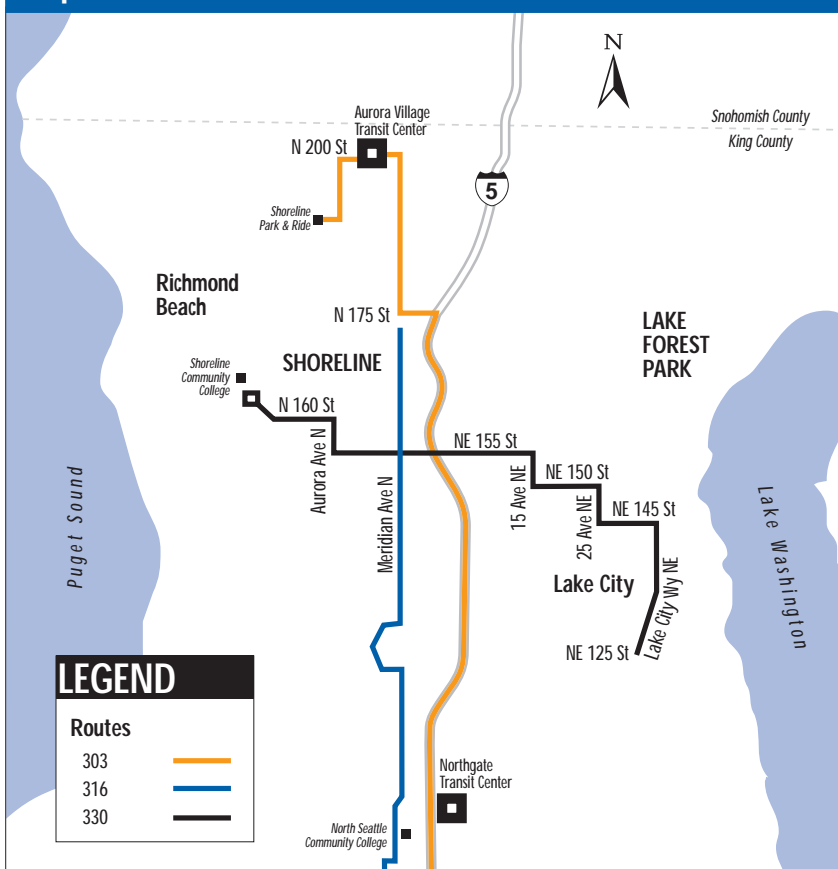 N
Aurora Village
Transit Center
Snohomish County
King County
N 200 St
5
Shoreline
Park & Ride
Richmond
Beach
N 175 St
LAKE
FOREST
PARK
SHORELINE
Shoreline
Community
College
N 160 St
Aurora Ave N
NE 155 St
Meridian Ave N
15 Ave NE
NE 150 St
25 Ave NE
NE 145 St
Puget Sound
Lake Washington
Lake City
Lake City Wy NE
NE 125 St
LEGEND
Routes
303
316
330
Northgate
Transit Center
North Seattle
Community College